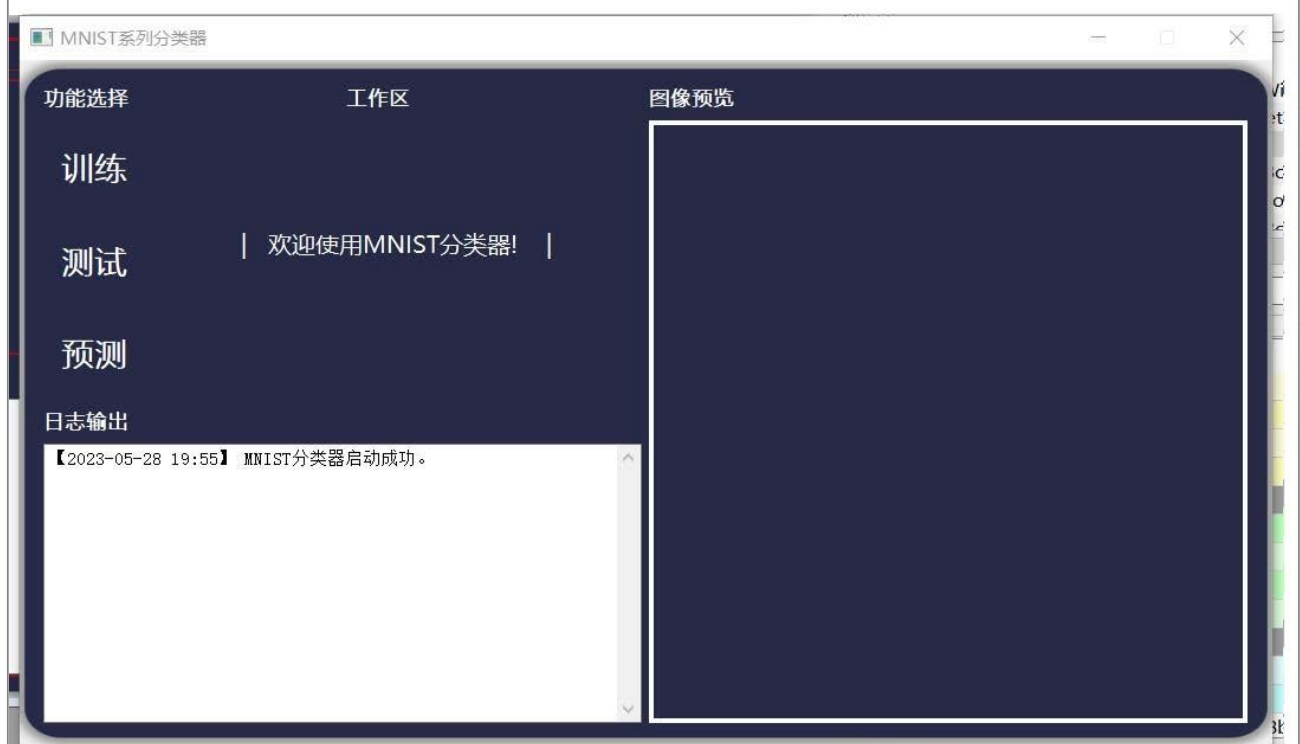 MNIST系列分类器
功能选择
工作区
图像预览
训练
测试
预测
| 欢迎使用MNIST分类器! |
日志输出
【2023-05-28 19:55】 MNIST分类器启动成功。